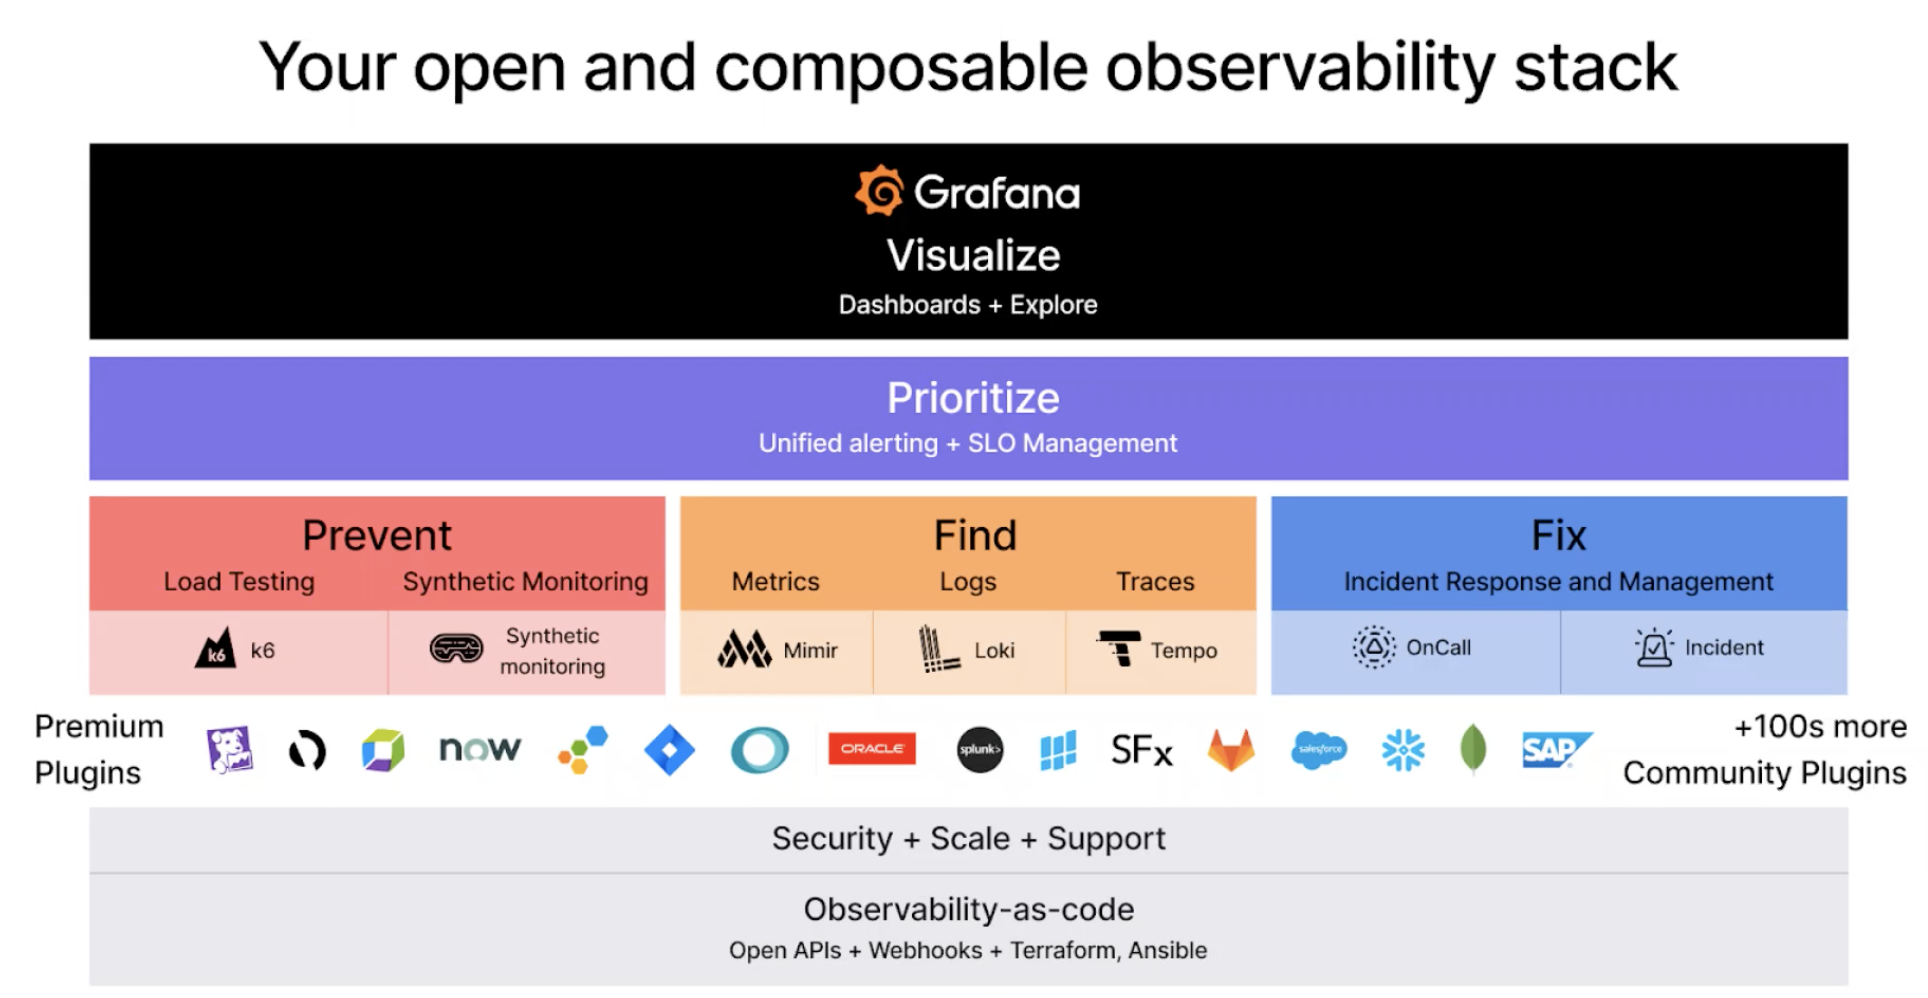 Your open and composable observability stack
Grafana
Visualize
Dashboards + Explore
Prioritize
Unified alerting + SLO Management
Prevent
Load Testing
Synthetic Monitoring
k6
k6
Synthetic
monitoring
Find
Metrics
Logs
Traces
Mimir
Loki
Tempo
Fix
Incident Response and Management
OnCall
Incident
Premium
Plugins
now
ORACLE
splunk>
SFx
salesforce
SAP
+100s more
Community Plugins
Security + Scale + Support
Observability-as-code
Open APIs + Webhooks + Terraform, Ansible